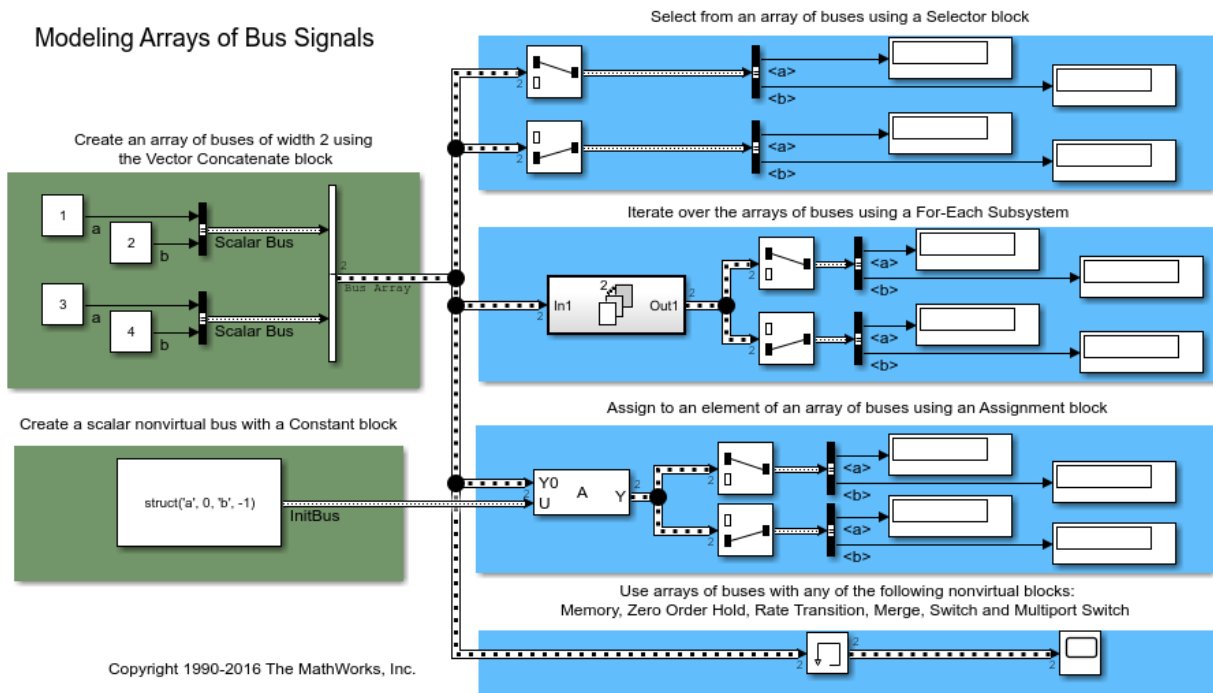 Modeling Arrays of Bus Signals
Select from an array of buses using a Selector block
2
<a>
<b>
2
<a>
<b>
Create an array of buses of width 2 using
the Vector Concatenate block
1
a
2
b
Scalar Bus
3
a
4
b
Scalar Bus
2
Bus Array
Iterate over the arrays of buses using a For-Each Subsystem
2
In1
2
Out1
2
2
<a>
<b>
2
<a>
<b>
Create a scalar nonvirtual bus with a Constant block
struct('a', 0, 'b', -1)
InitBus
Assign to an element of an array of buses using an Assignment block
2
Y0
U
A
Y
2
2
<a>
<b>
2
<a>
<b>
Use arrays of buses with any of the following nonvirtual blocks:
Memory, Zero Order Hold, Rate Transition, Merge, Switch and Multiport Switch
2
2
2
Copyright 1990-2016 The MathWorks, Inc.